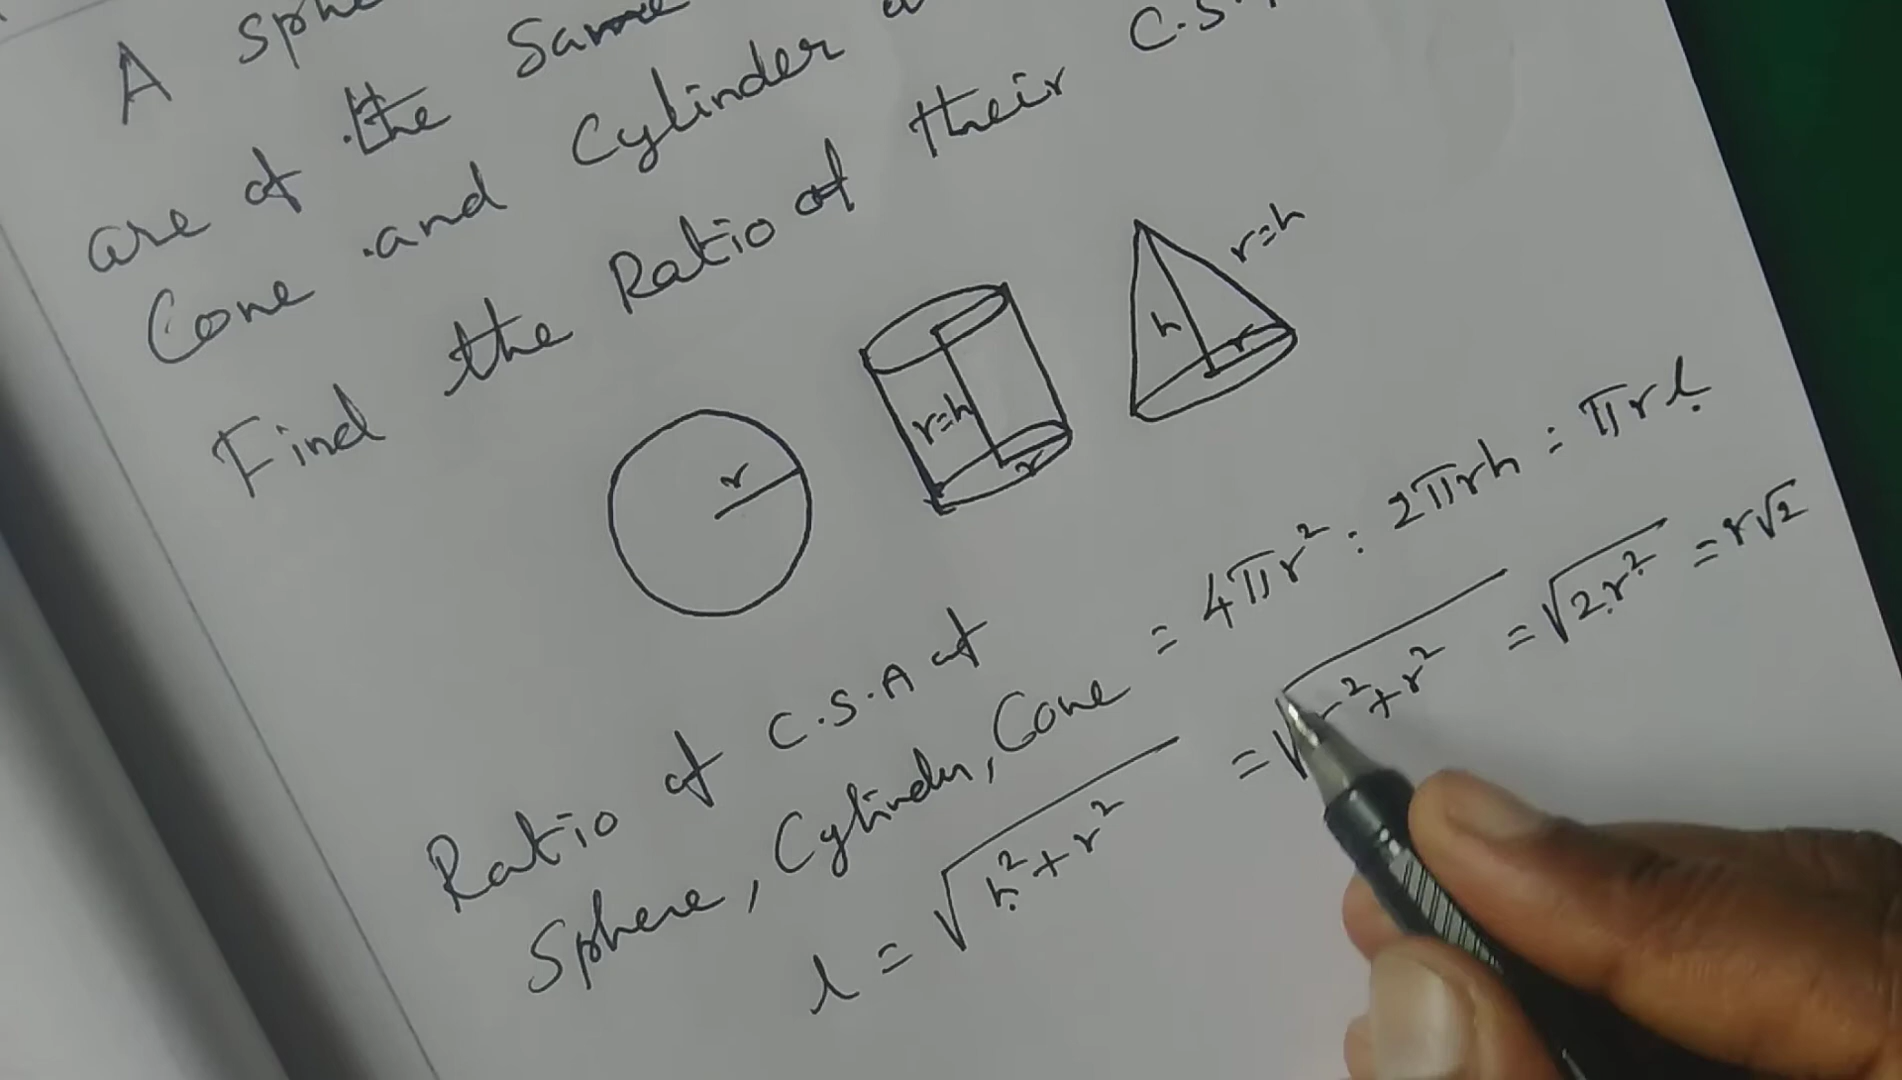 A
are of the same
Cone and Cylinder
Find the Ratio of their C.S.
r
r=h
r
r=h
h
r
Ratio of C.S.A of
Sphere, Cylinder, Cone = 4πr² : 2πrh : πrl
l = √h²+r² = √r²+r² = √2r² = r√2